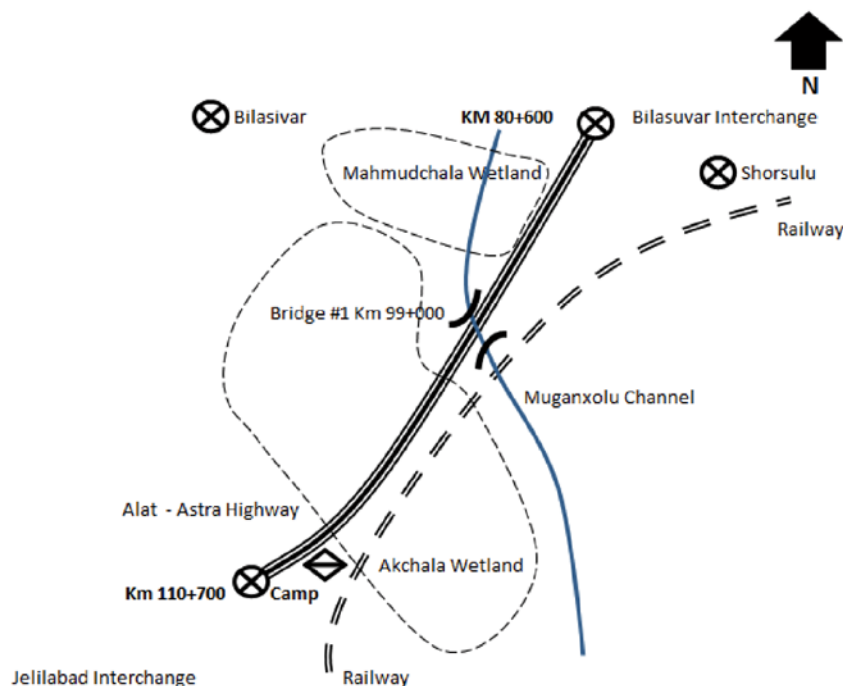 N
Bilasivar
KM 80+600
Bilasuvar Interchange
Mahmudchala Wetland
Shorsulu
Railway
Bridge #1 Km 99+000
Muganxolu Channel
Alat - Astra Highway
Akchala Wetland
Km 110+700
Camp
Jelilabad Interchange
Railway